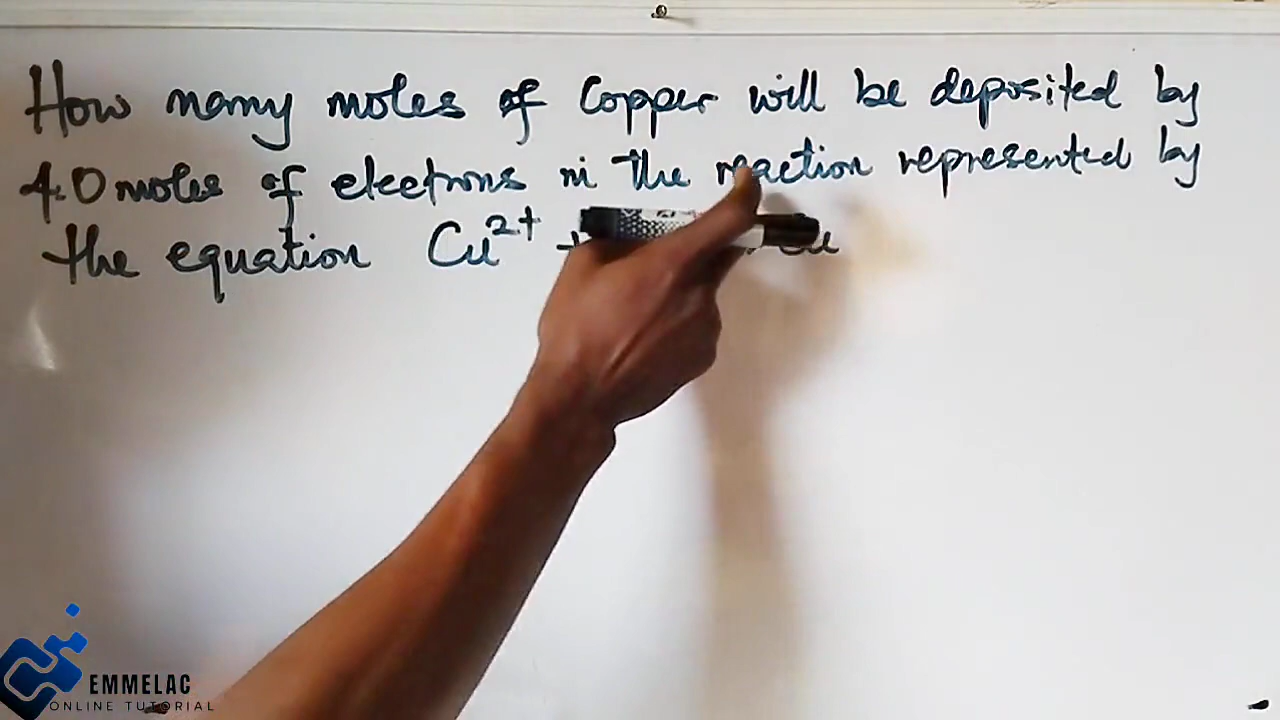 How many moles of Copper will be deposited by
4.0 moles of electrons in the reaction represented by
the equation Cu²⁺ + Cu
EMMELAC
ONLINE TUTORIAL